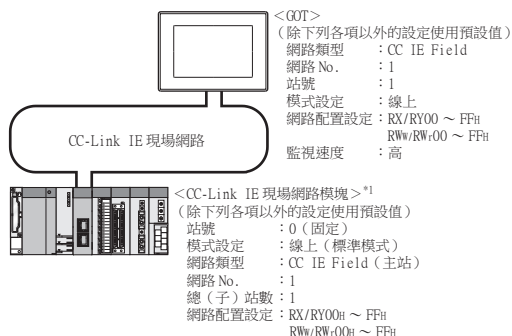 <GOT>
（除下列各項以外的設定使用預設值）
網路類型 ：CC IE Field
網路 No. ：1
站號 ：1
模式設定 ：線上
網路配置設定：RX/RY00 ～ FFH
RWw/RWr00 ～ FFH
監視速度 ：高
CC-Link IE 現場網路
<CC-Link IE 現場網路模塊>*1
（除下列各項以外的設定使用預設值）
站號 ：0（固定）
模式設定 ：線上（標準模式）
網路類型 ：CC IE Field（主站）
網路 No. ：1
總（子）站數：1
網路配置設定：RX/RY00H ～ FFH
RWw/RWr00H ～ FFH